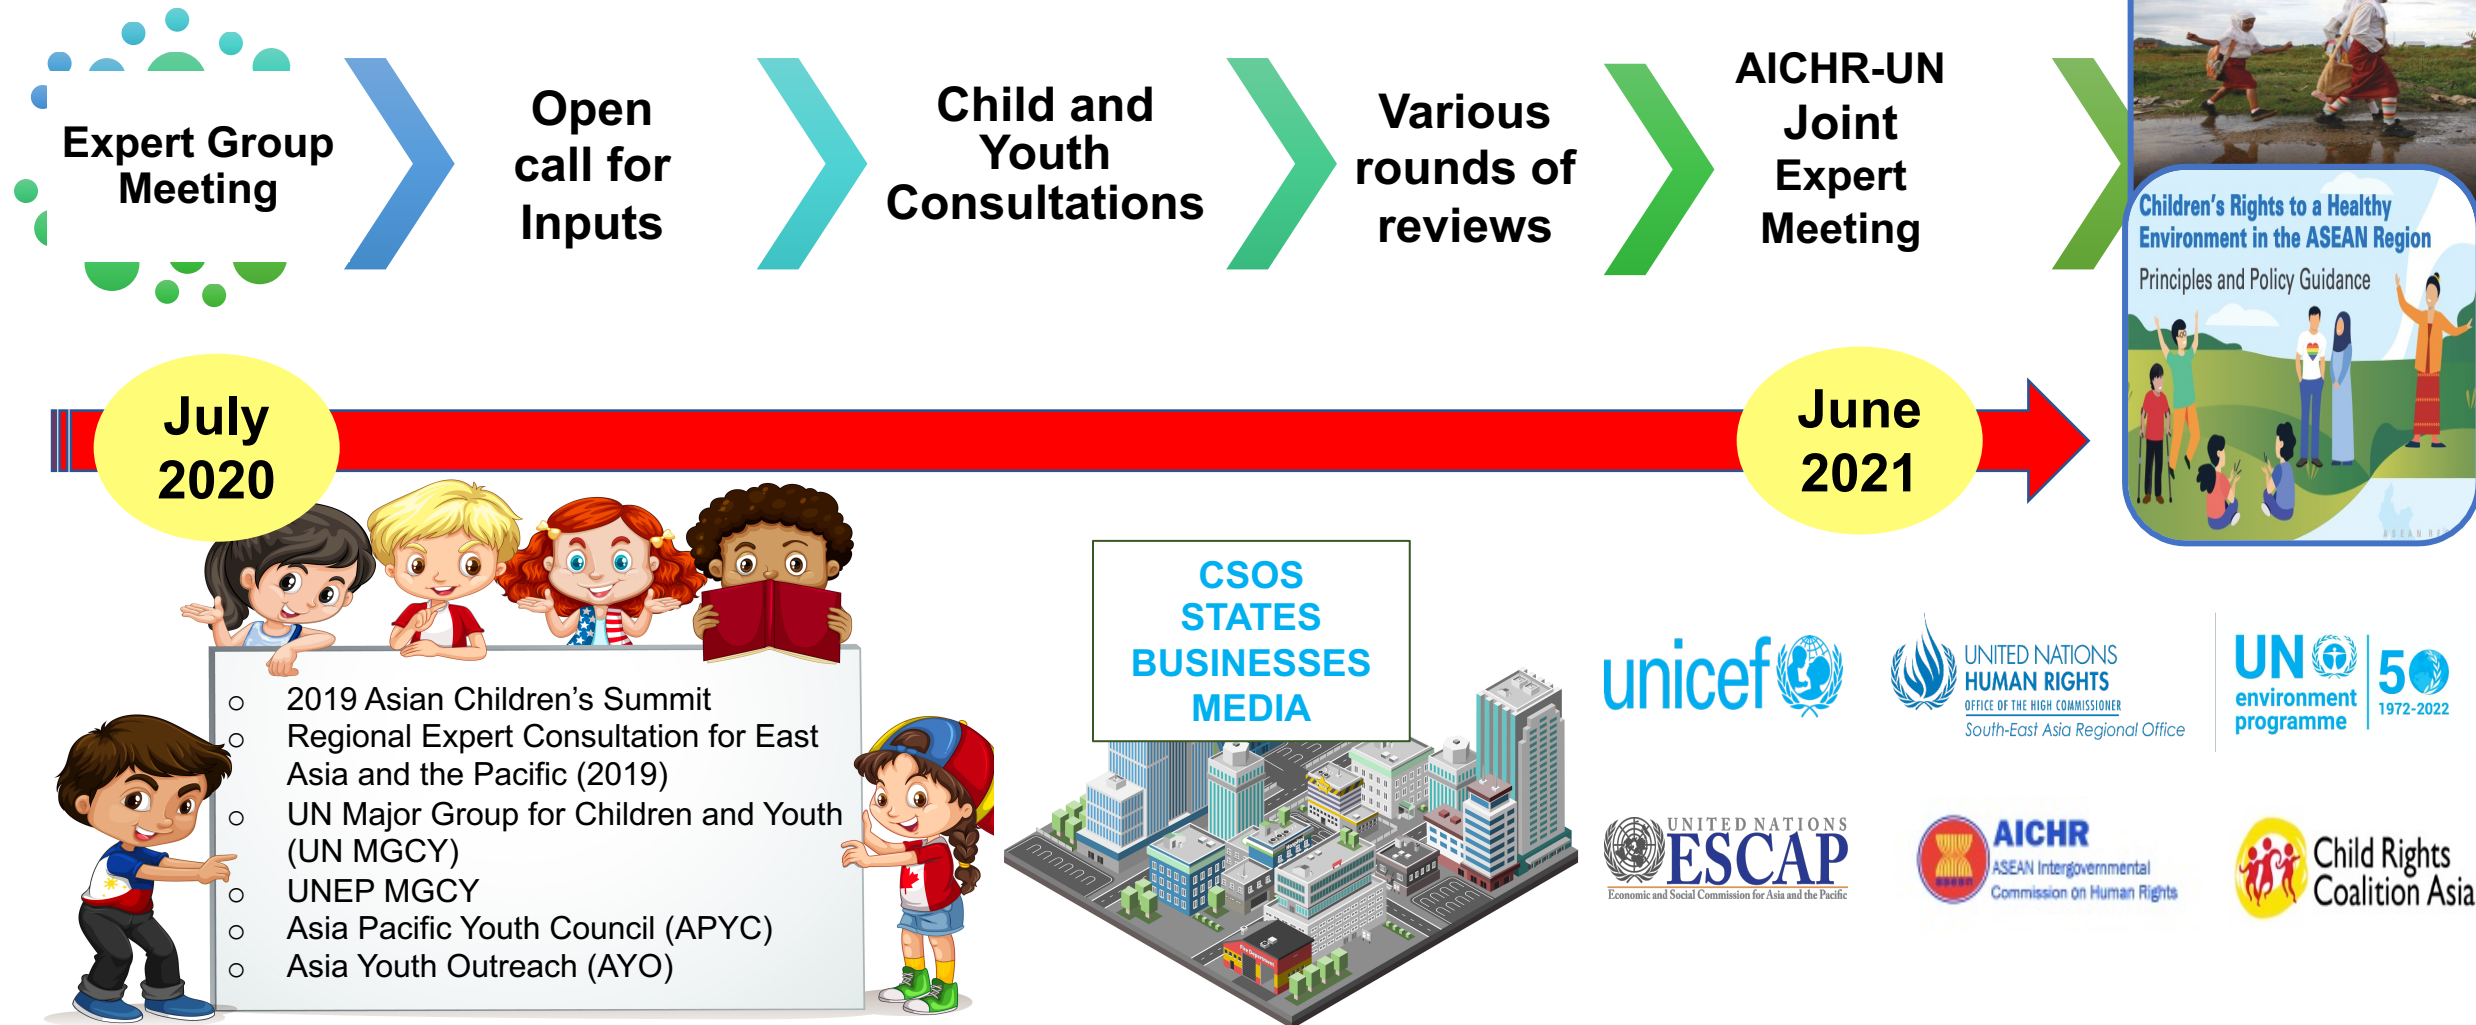 Expert Group
Meeting
Open
call for
Inputs
Child and
Youth
Consultations
Various
rounds of
reviews
AICHR-UN
Joint
Expert
Meeting
Children's Rights to a Healthy
Environment in the ASEAN Region
Principles and Policy Guidance
July
2020
June
2021
o 2019 Asian Children's Summit
o Regional Expert Consultation for East
Asia and the Pacific (2019)
o UN Major Group for Children and Youth
(UN MGCY)
o UNEP MGCY
o Asia Pacific Youth Council (APYC)
o Asia Youth Outreach (AYO)
CSOS
STATES
BUSINESSES
MEDIA
Fire Department
unicef
UNITED NATIONS
HUMAN RIGHTS
OFFICE OF THE HIGH COMMISSIONER
South-East Asia Regional Office
UN
environment
programme
50
1972-2022
UNITED NATIONS
ESCAP
Economic and Social Commission for Asia and the Pacific
asean
AICHR
ASEAN Intergovernmental
Commission on Human Rights
Child Rights
Coalition Asia